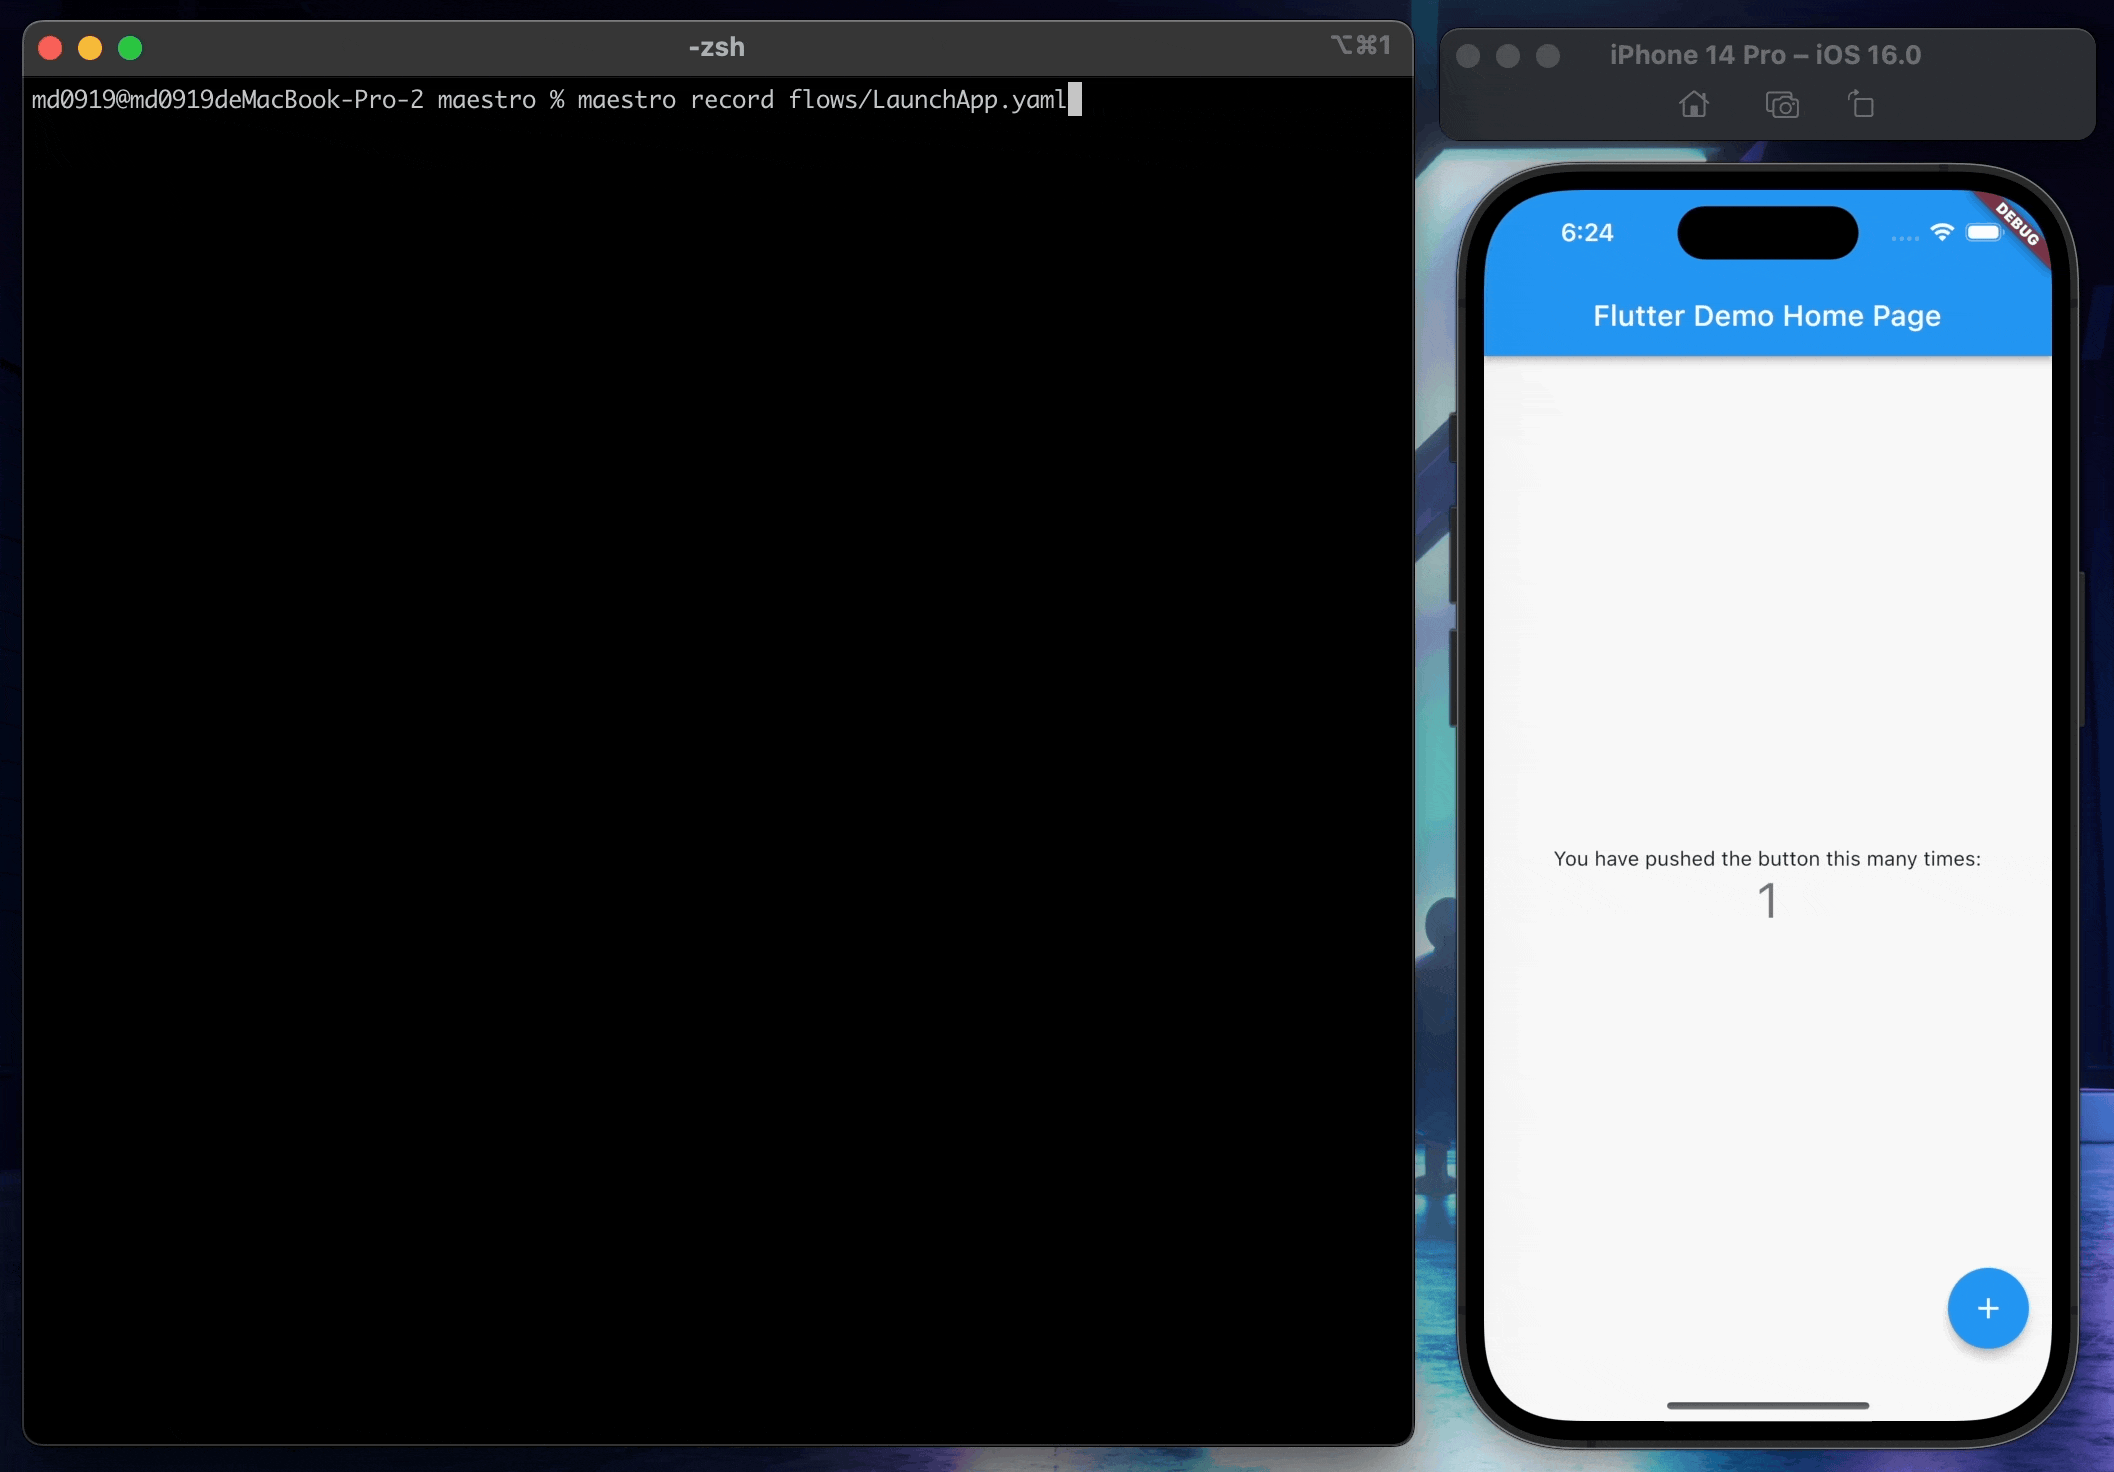 -zsh
⌥⌘1
md0919@md0919deMacBook-Pro-2 maestro % maestro record flows/LaunchApp.yaml
iPhone 14 Pro – iOS 16.0
6:24
DEBUG
Flutter Demo Home Page
You have pushed the button this many times:
1
+